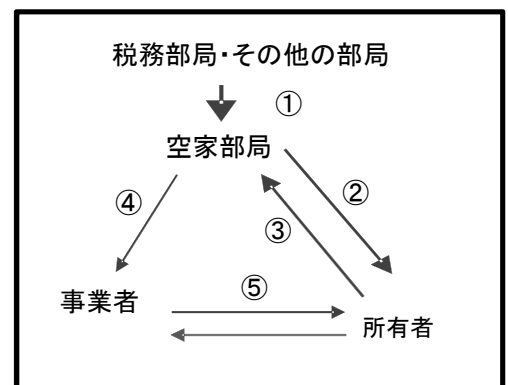 税務部局・その他の部局
①
空家部局
②
④
③
⑤
事業者
所有者